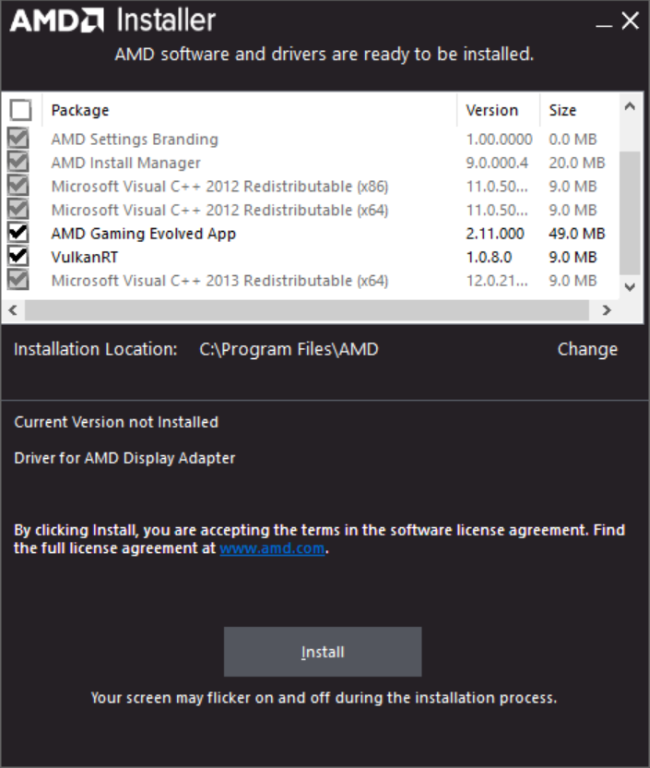 AMD Installer
AMD software and drivers are ready to be installed.
Package Version Size
AMD Settings Branding 1.00.0000 0.0 MB
AMD Install Manager 9.0.000.4 20.0 MB
Microsoft Visual C++ 2012 Redistributable (x86) 11.0.50... 9.0 MB
Microsoft Visual C++ 2012 Redistributable (x64) 11.0.50... 9.0 MB
AMD Gaming Evolved App 2.11.000 49.0 MB
VulkanRT 1.0.8.0 9.0 MB
Microsoft Visual C++ 2013 Redistributable (x64) 12.0.21... 9.0 MB
Installation Location: C:\Program Files\AMD Change
Current Version not Installed
Driver for AMD Display Adapter
By clicking Install, you are accepting the terms in the software license agreement. Find
the full license agreement at www.amd.com.
Install
Your screen may flicker on and off during the installation process.